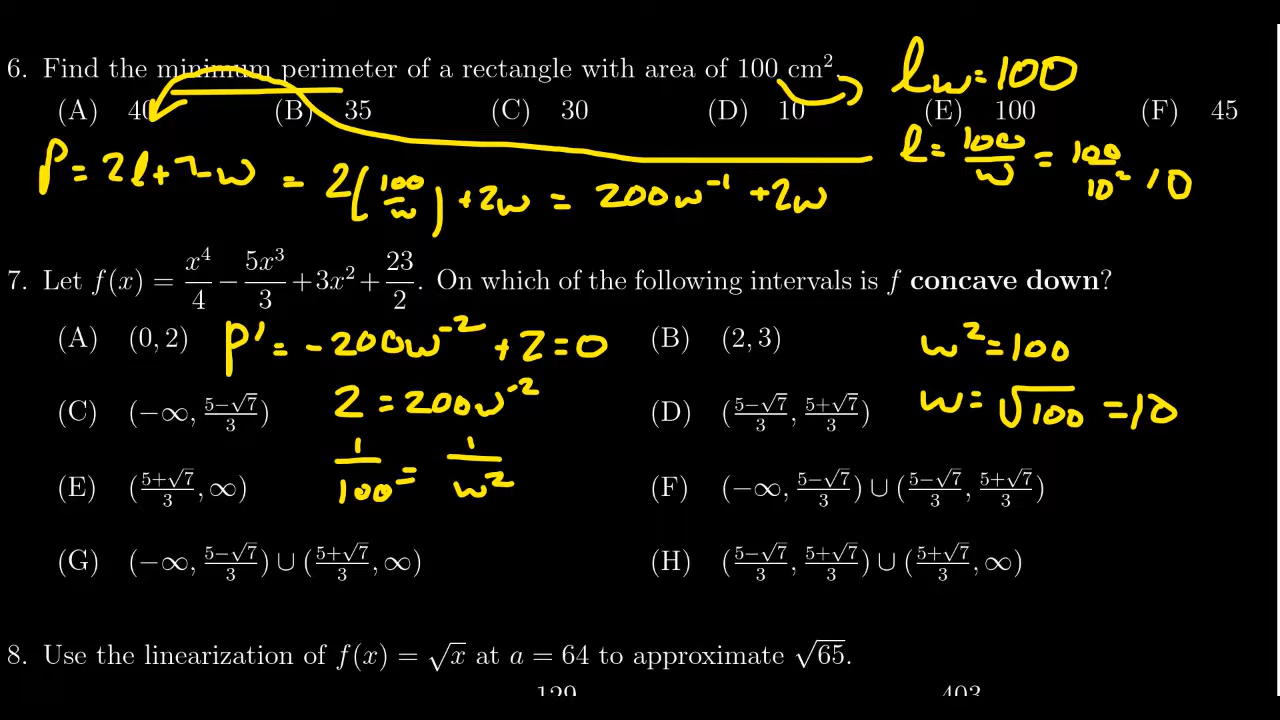 6. Find the minimum perimeter of a rectangle with area of 100 cm². lw = 100
(A) 40 (B) 35 (C) 30 (D) 10 (E) 100 (F) 45
P = 2l + 2w = 2(100/w) + 2w = 200w⁻¹ + 2w
l = 100/w = 100/10 = 10
7. Let f(x) = x⁴/4 − 5x³/3 + 3x² + 23/2. On which of the following intervals is f concave down?
(A) (0, 2) (B) (2, 3)
P' = -200w⁻² + 2 = 0
w² = 100
(C) (−∞, (5−√7)/3) (D) ((5−√7)/3, (5+√7)/3)
2 = 200w⁻²
w = √100 = 10
1/100 = 1/w²
(E) ((5+√7)/3, ∞) (F) (−∞, (5−√7)/3) ∪ ((5−√7)/3, (5+√7)/3)
(G) (−∞, (5−√7)/3) ∪ ((5+√7)/3, ∞) (H) ((5−√7)/3, (5+√7)/3) ∪ ((5+√7)/3, ∞)
8. Use the linearization of f(x) = √x at a = 64 to approximate √65.
129 403